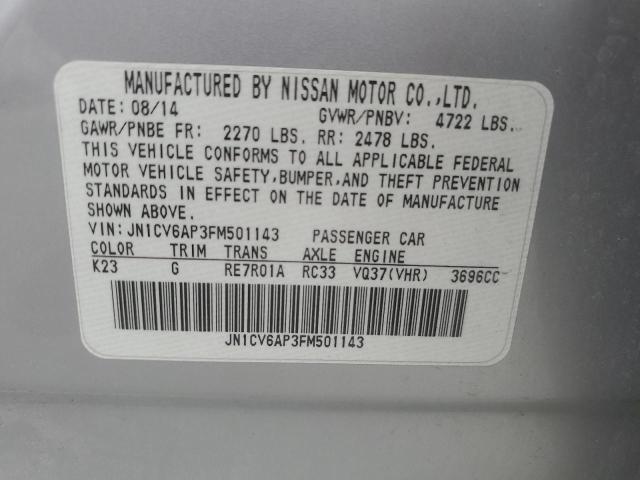 MANUFACTURED BY NISSAN MOTOR CO.,LTD.
DATE: 08/14 GVWR/PNBV: 4722 LBS.
GAWR/PNBE FR: 2270 LBS. RR: 2478 LBS.
THIS VEHICLE CONFORMS TO ALL APPLICABLE FEDERAL
MOTOR VEHICLE SAFETY,BUMPER,AND THEFT PREVENTION
STANDARDS IN EFFECT ON THE DATE OF MANUFACTURE
SHOWN ABOVE.
VIN: JN1CV6AP3FM501143 PASSENGER CAR
COLOR TRIM TRANS AXLE ENGINE
K23 G RE7R01A RC33 VQ37(VHR) 3696CC
JN1CV6AP3FM501143